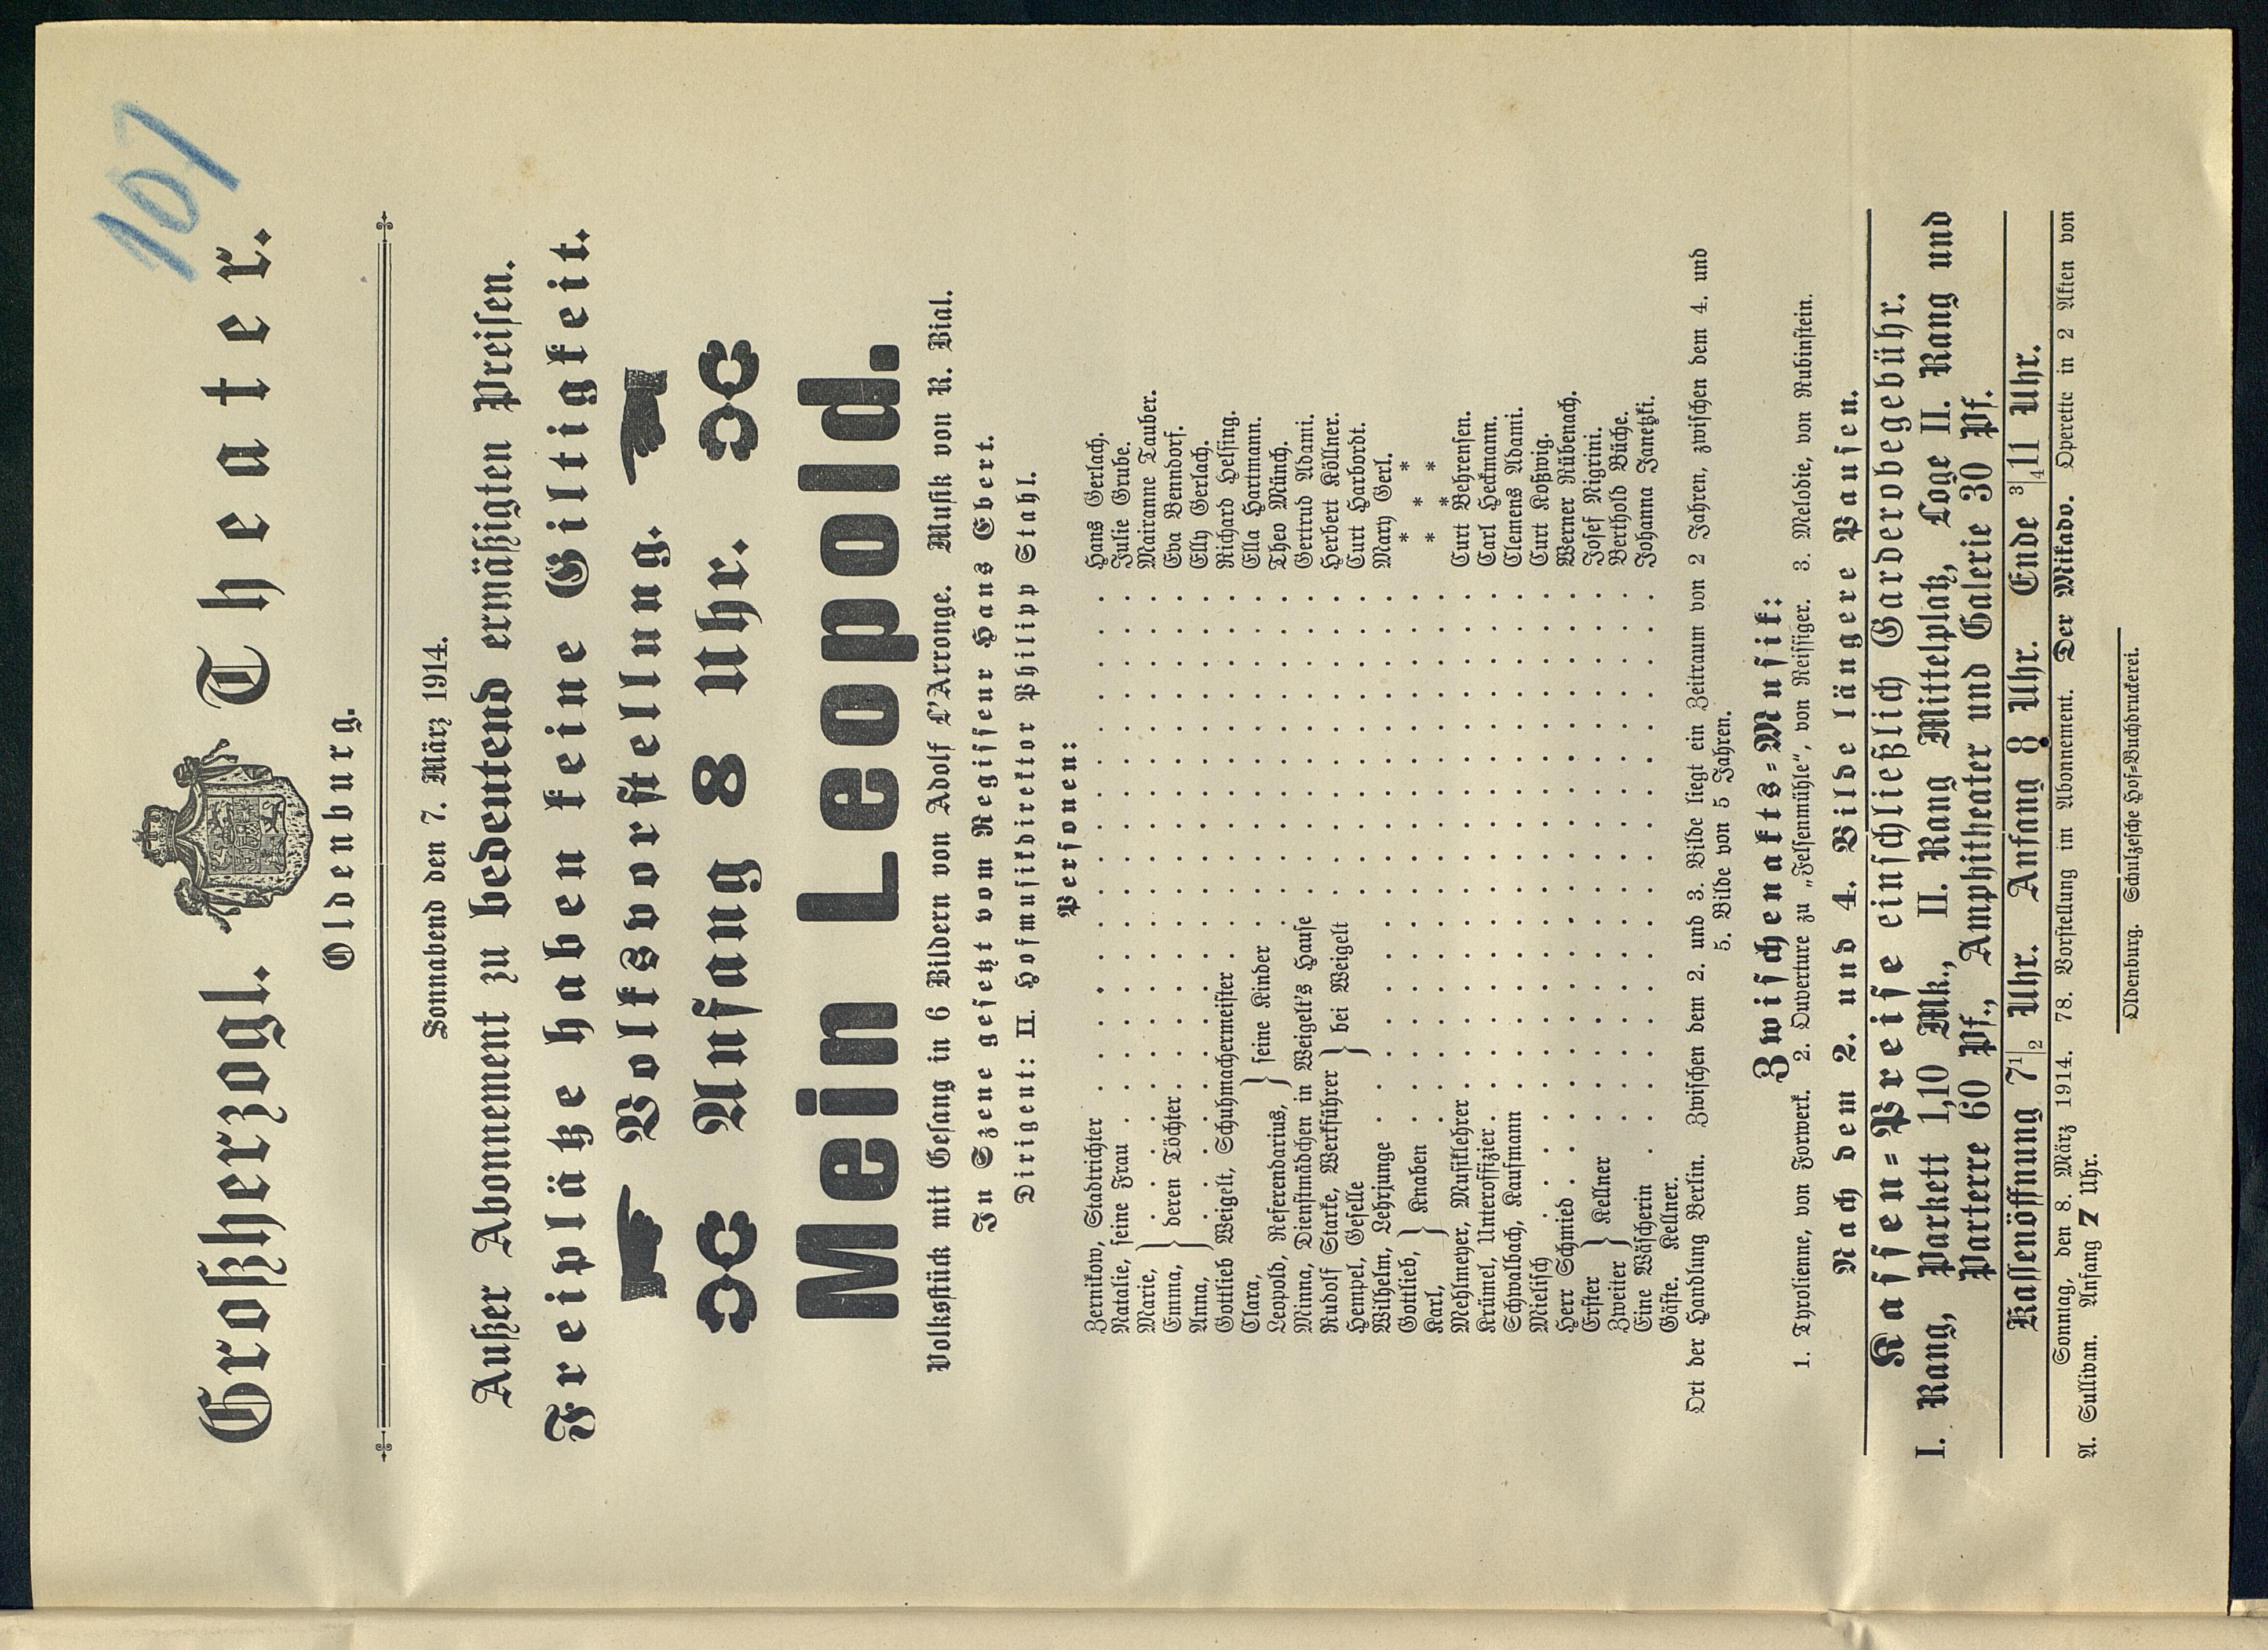 107
Großherzogl. Theater.
Oldenburg.
Sonnabend den 7. März 1914.
Außer Abonnement zu bedeutend ermäßigten Preisen.
Freiplätze haben keine Giltigkeit.
Volksvorstellung.
Anfang 8 Uhr.
Mein Leopold.
Volksstück mit Gesang in 6 Bildern von Adolf L'Arronge. Musik von R. Bial.
In Szene gesetzt vom Regisseur Hans Ebert.
Dirigent: II. Hofmusikdirektor Philipp Stahl.
Personen:
Zernikow, Stadtrichter . . . Hans Gerlach.
Natalie, seine Frau . . . Julie Grube.
Marie, } . . . Mairanne Tauber.
Emma, } deren Töchter . . . Eva Benndorf.
Anna, } . . . Elly Gerlach.
Gottlieb Weigelt, Schuhmachermeister . . . Richard Helsing.
Clara, } seine Kinder . . . Ella Hartmann.
Leopold, Referendarius, } . . . Theo Münch.
Minna, Dienstmädchen in Weigelt's Hause . . . Gertrud Adami.
Rudolf Starke, Werkführer } bei Weigelt . . . Herbert Köllner.
Hempel, Geselle } . . . Curt Harbordt.
Wilhelm, Lehrjunge . . . Mary Gerl.
Gottlieb, } Knaben . . . * * *
Karl, } . . . * * *
Mehlmeyer, Musiklehrer . . . Curt Behrensen.
Krümel, Unteroffizier . . . Carl Heckmann.
Schwalbach, Kaufmann . . . Clemens Adami.
Mielisch . . . Curt Koßwig.
Herr Schmied . . . Werner Rübenach.
Erster } Kellner . . . Josef Nigrini.
Zweiter } . . . Berthold Büche.
Eine Wäscherin . . . Johanna Janetzki.
Gäste. Kellner.
Ort der Handlung Berlin. Zwischen dem 2. und 3. Bilde liegt ein Zeitraum von 2 Jahren, zwischen dem 4. und
5. Bilde von 5 Jahren.
Zwischenakts-Musik:
1. Tyrolienne, von Forwerk. 2. Ouverture zu „Felsenmühle", von Reissiger. 3. Melodie, von Rubinstein.
Nach dem 2. und 4. Bilde längere Pausen.
Kassen-Preise einschließlich Garderobegebühr.
I. Rang, Parkett 1,10 Mk., II. Rang Mittelplatz, Loge II. Rang und
Parterre 60 Pf., Amphitheater und Galerie 30 Pf.
Kassenöffnung 7 1/2 Uhr. Anfang 8 Uhr. Ende 3/4 11 Uhr.
Sonntag, den 8. März 1914. 78. Vorstellung im Abonnement. Der Mikado. Operette in 2 Akten von
A. Sullivan. Anfang 7 Uhr.
Oldenburg. Schulzesche Hof-Buchdruckerei.